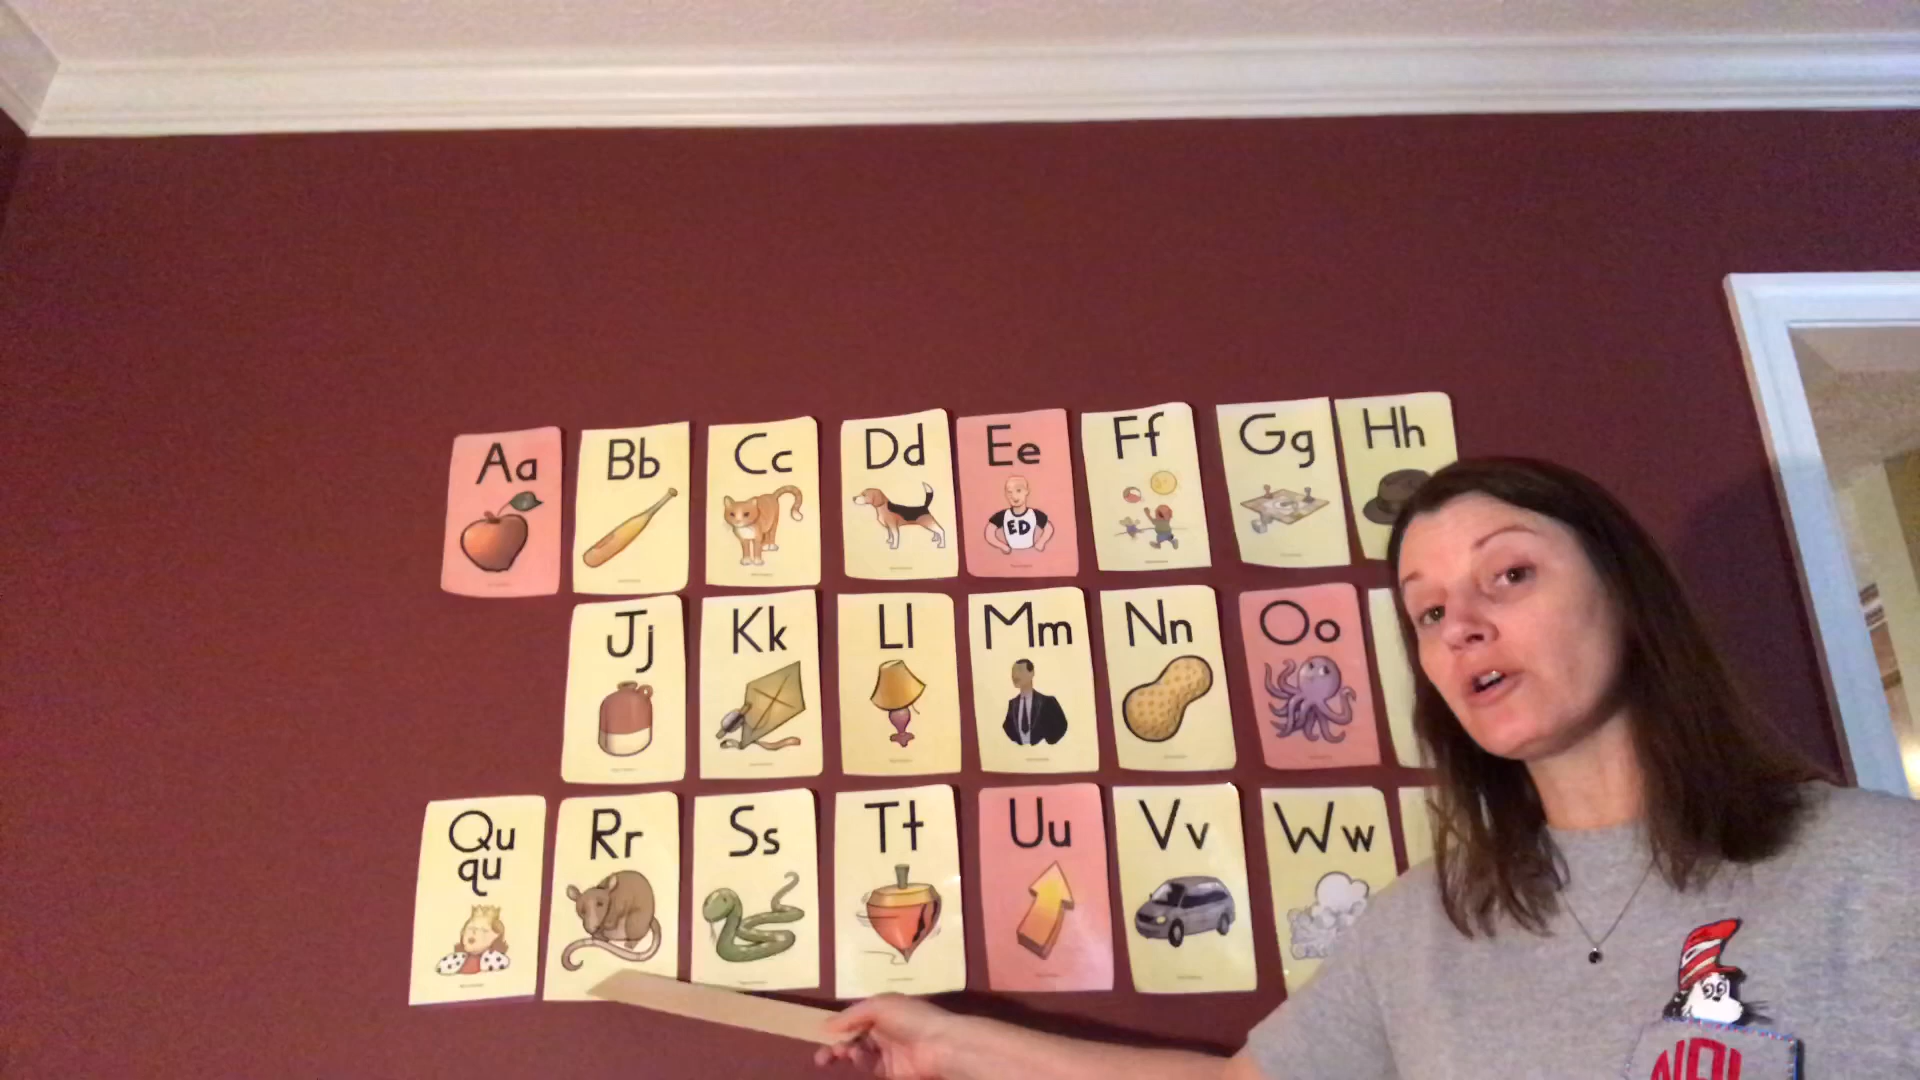 Aa
Bb
Cc
Dd
Ee
ED
Ff
Gg
Hh
Jj
Kk
Ll
Mm
Nn
Oo
Qu
qu
Rr
Ss
Tt
Uu
Vv
Ww